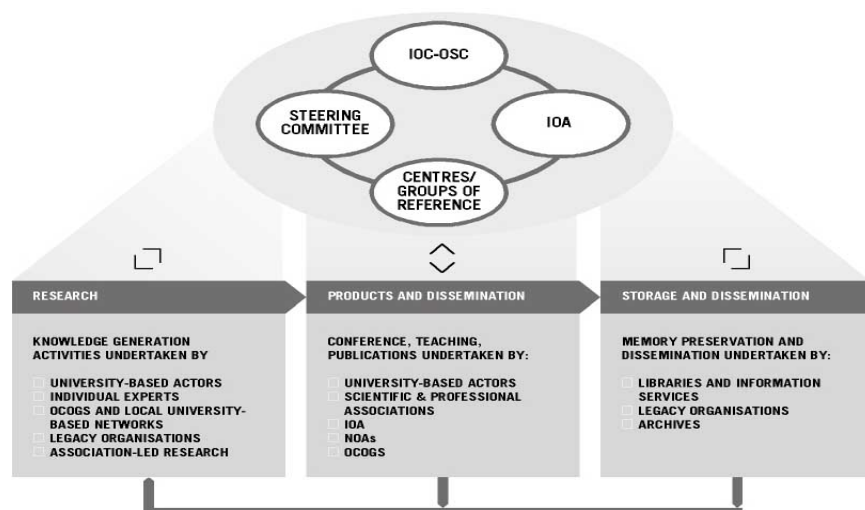 IOC-OSC
STEERING
COMMITTEE
IOA
CENTRES/
GROUPS OF
REFERENCE
RESEARCH
KNOWLEDGE GENERATION
ACTIVITIES UNDERTAKEN BY
UNIVERSITY-BASED ACTORS
INDIVIDUAL EXPERTS
OCOGS AND LOCAL UNIVERSITY-
BASED NETWORKS
LEGACY ORGANISATIONS
ASSOCIATION-LED RESEARCH
PRODUCTS AND DISSEMINATION
CONFERENCE, TEACHING,
PUBLICATIONS UNDERTAKEN BY:
UNIVERSITY-BASED ACTORS
SCIENTIFIC & PROFESSIONAL
ASSOCIATIONS
IOA
NOAs
OCOGS
STORAGE AND DISSEMINATION
MEMORY PRESERVATION AND
DISSEMINATION UNDERTAKEN BY:
LIBRARIES AND INFORMATION
SERVICES
LEGACY ORGANISATIONS
ARCHIVES